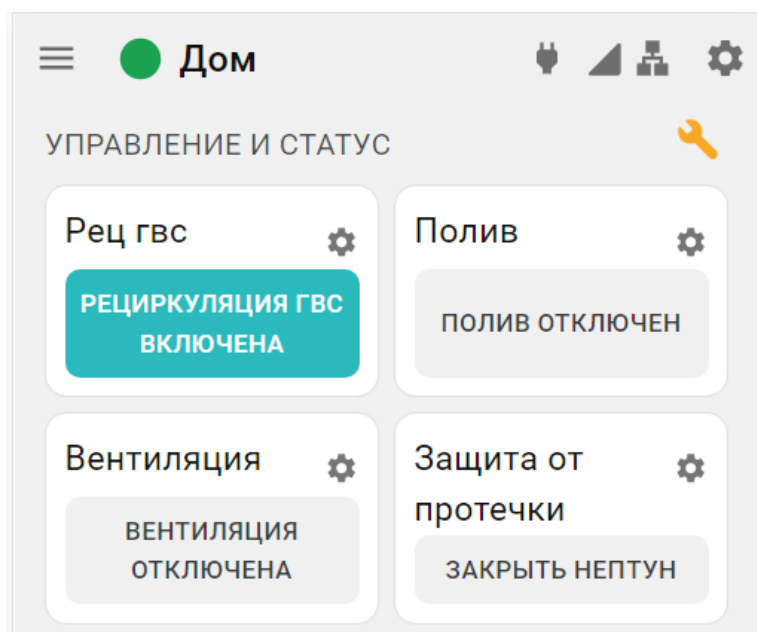 Дом
УПРАВЛЕНИЕ И СТАТУС
Рец гвс
РЕЦИРКУЛЯЦИЯ ГВС
ВКЛЮЧЕНА
Полив
ПОЛИВ ОТКЛЮЧЕН
Вентиляция
ВЕНТИЛЯЦИЯ
ОТКЛЮЧЕНА
Защита от
протечки
ЗАКРЫТЬ НЕПТУН